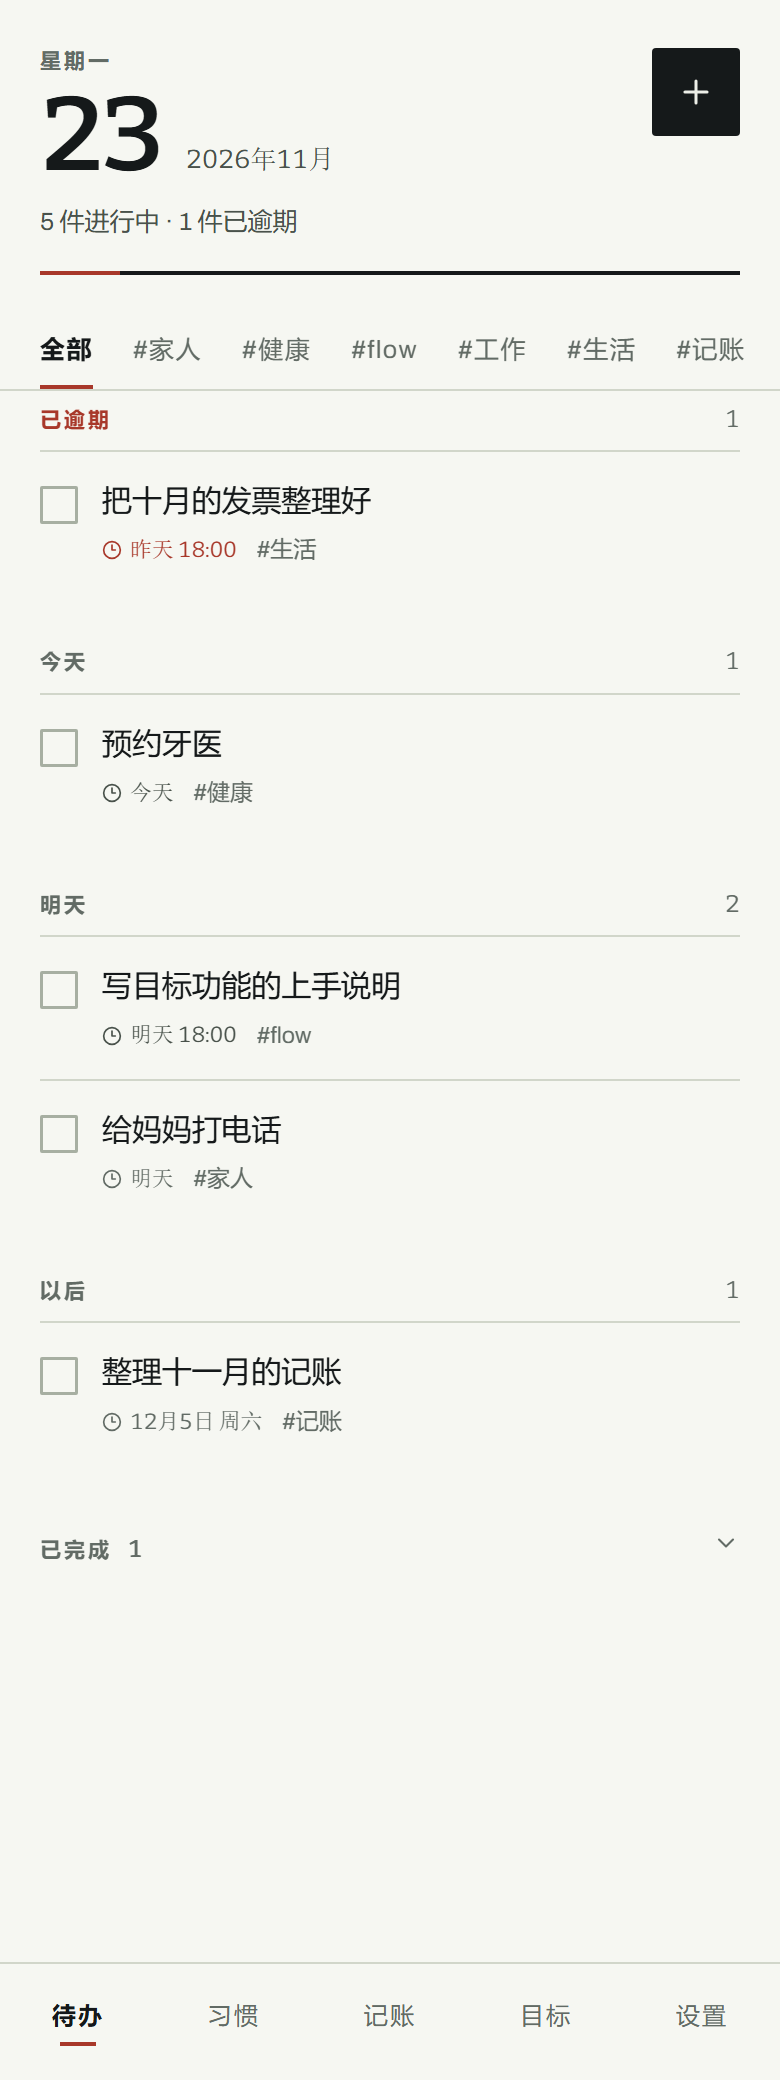 星期一
23 2026年11月
5 件进行中 · 1 件已逾期
全部 #家人 #健康 #flow #工作 #生活 #记账
已逾期 1
把十月的发票整理好
昨天 18:00 #生活
今天 1
预约牙医
今天 #健康
明天 2
写目标功能的上手说明
明天 18:00 #flow
给妈妈打电话
明天 #家人
以后 1
整理十一月的记账
12月5日 周六 #记账
已完成 1
待办 习惯 记账 目标 设置